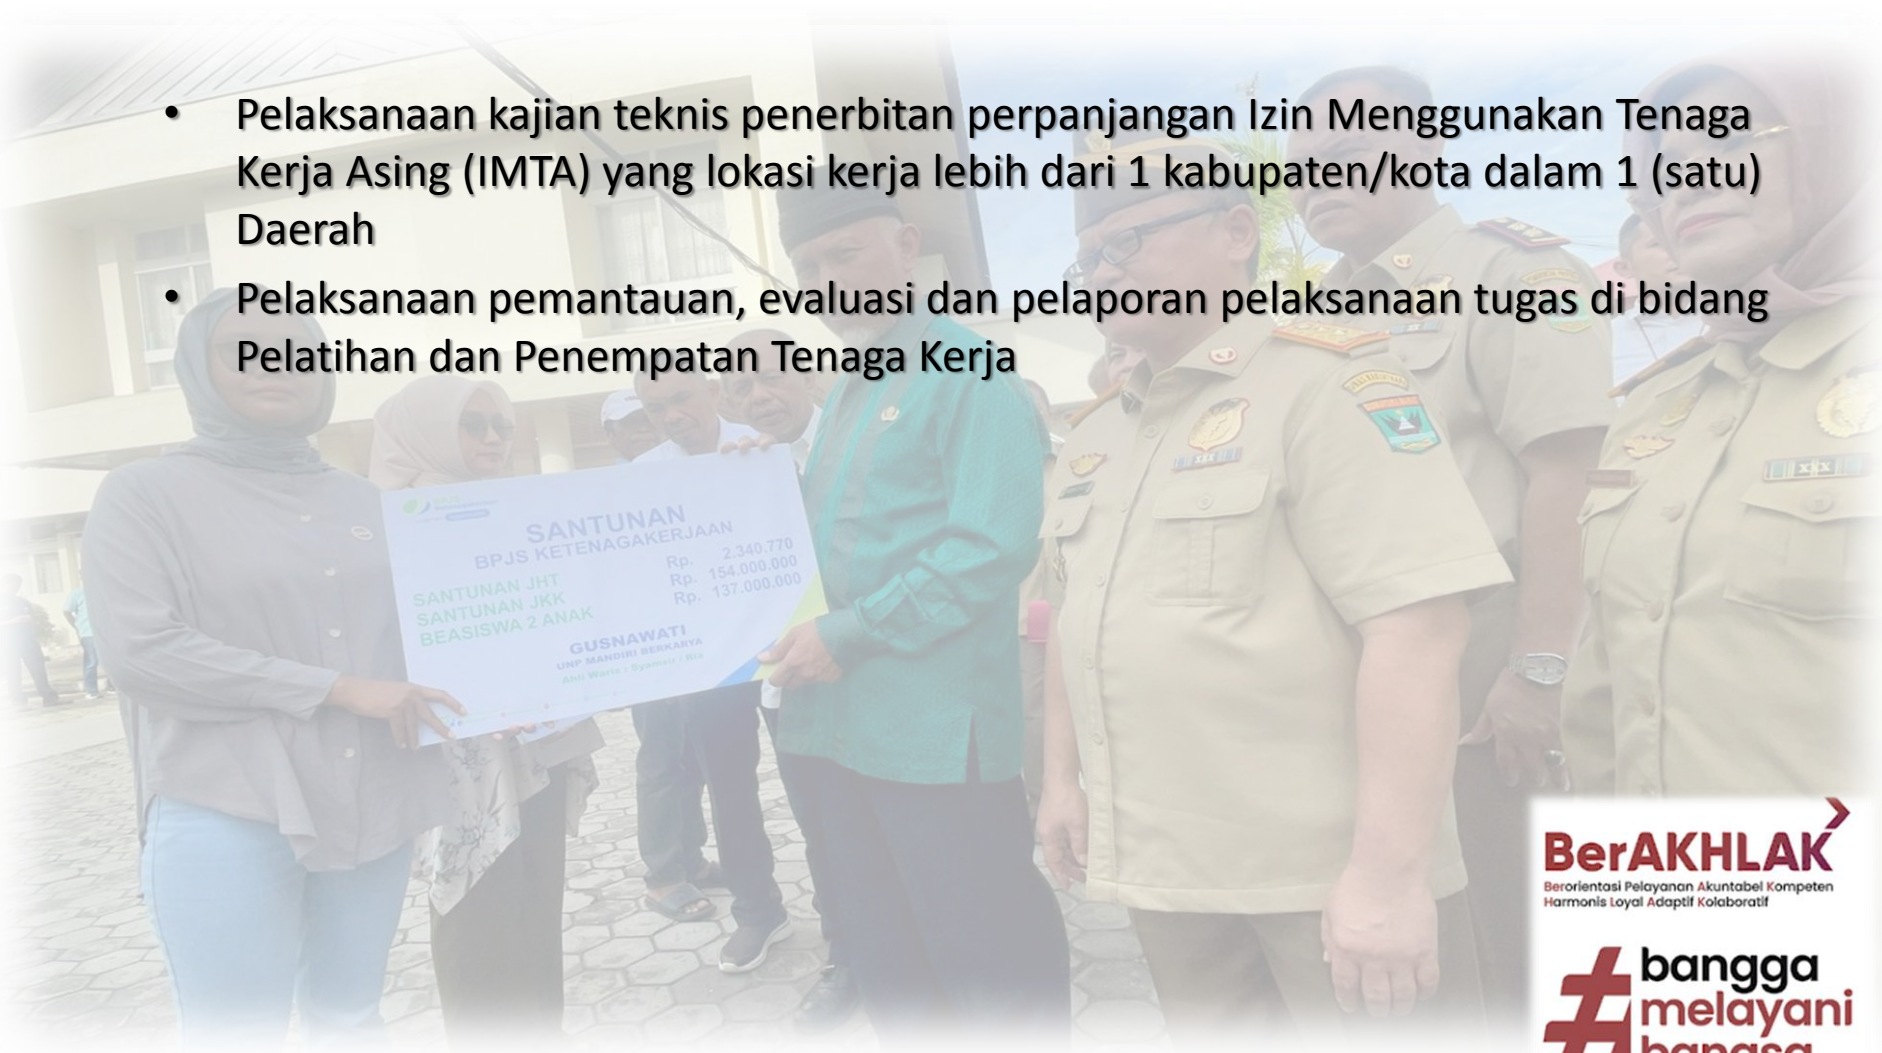 • Pelaksanaan kajian teknis penerbitan perpanjangan Izin Menggunakan Tenaga
Kerja Asing (IMTA) yang lokasi kerja lebih dari 1 kabupaten/kota dalam 1 (satu)
Daerah
• Pelaksanaan pemantauan, evaluasi dan pelaporan pelaksanaan tugas di bidang
Pelatihan dan Penempatan Tenaga Kerja
SANTUNAN
BPJS KETENAGAKERJAAN
SANTUNAN JHT Rp. 2.340.770
SANTUNAN JKK Rp. 154.000.000
BEASISWA 2 ANAK Rp. 137.000.000
GUSNAWATI
UNP MANDIRI BERKARYA
Ahli Waris :
BerAKHLAK
Berorientasi Pelayanan Akuntabel Kompeten
Harmonis Loyal Adaptif Kolaboratif
#bangga
melayani
bangsa